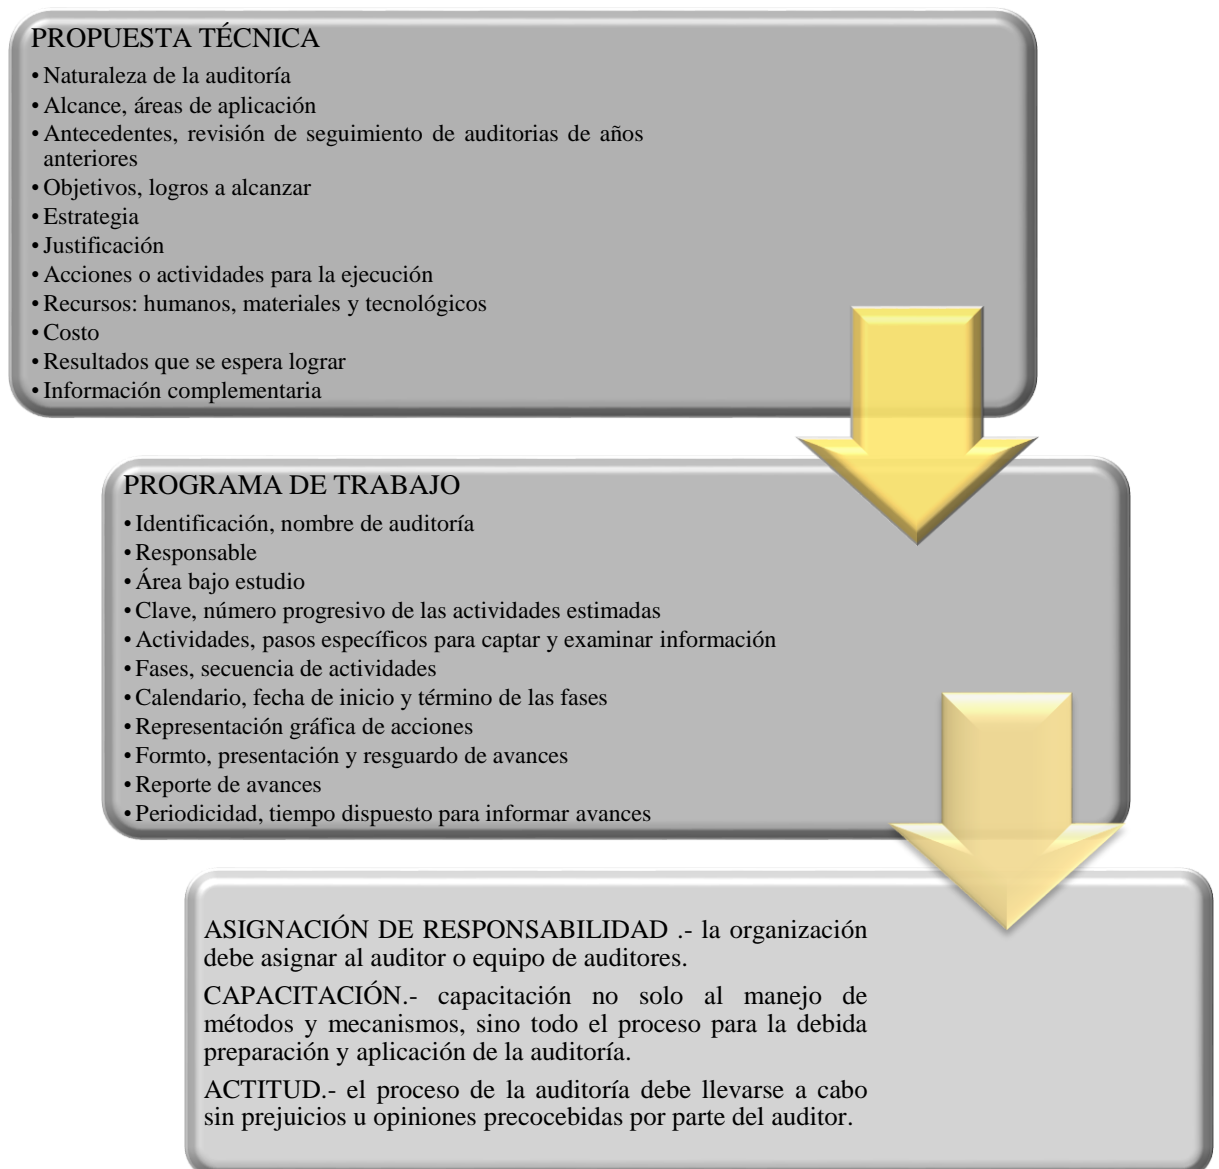 PROPUESTA TÉCNICA
• Naturaleza de la auditoría
• Alcance, áreas de aplicación
• Antecedentes, revisión de seguimiento de auditorias de años
anteriores
• Objetivos, logros a alcanzar
• Estrategia
• Justificación
• Acciones o actividades para la ejecución
• Recursos: humanos, materiales y tecnológicos
• Costo
• Resultados que se espera lograr
• Información complementaria
PROGRAMA DE TRABAJO
• Identificación, nombre de auditoría
• Responsable
• Área bajo estudio
• Clave, número progresivo de las actividades estimadas
• Actividades, pasos específicos para captar y examinar información
• Fases, secuencia de actividades
• Calendario, fecha de inicio y término de las fases
• Representación gráfica de acciones
• Formto, presentación y resguardo de avances
• Reporte de avances
• Periodicidad, tiempo dispuesto para informar avances
ASIGNACIÓN DE RESPONSABILIDAD .- la organización
debe asignar al auditor o equipo de auditores.
CAPACITACIÓN.- capacitación no solo al manejo de
métodos y mecanismos, sino todo el proceso para la debida
preparación y aplicación de la auditoría.
ACTITUD.- el proceso de la auditoría debe llevarse a cabo
sin prejuicios u opiniones precocebidas por parte del auditor.